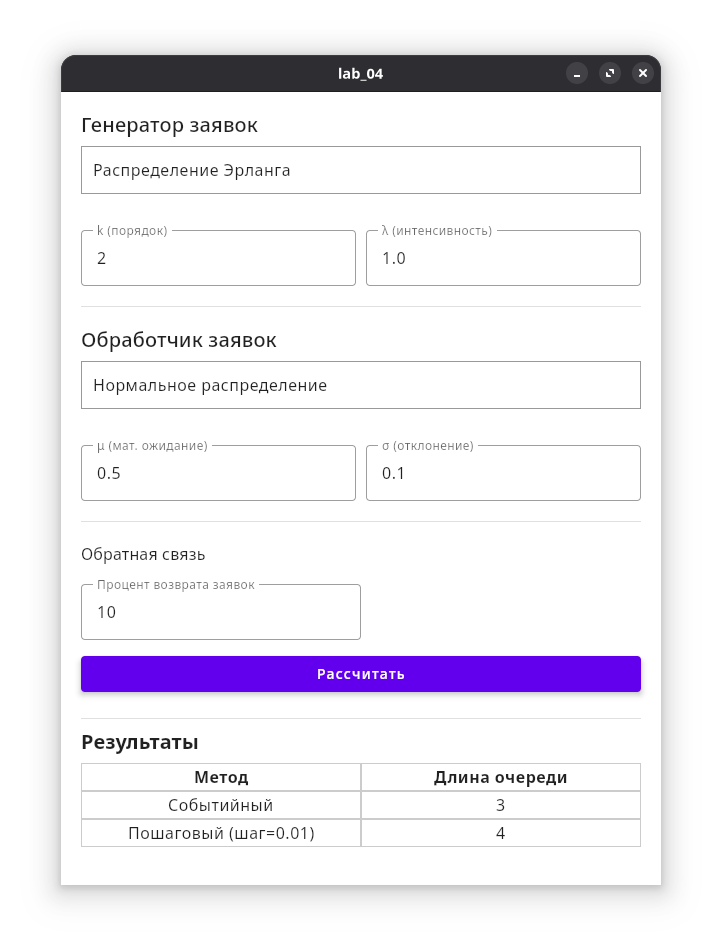 lab_04
Генератор заявок
Распределение Эрланга
k (порядок) λ (интенсивность)
2 1.0
Обработчик заявок
Нормальное распределение
μ (мат. ожидание) σ (отклонение)
0.5 0.1
Обратная связь
Процент возврата заявок
10
Рассчитать
Результаты
Метод Длина очереди
Событийный 3
Пошаговый (шаг=0.01) 4